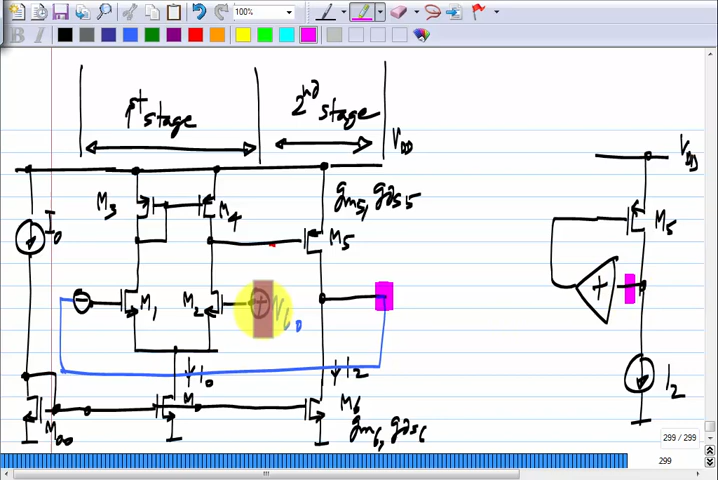 100%
B I U
1st stage
2nd stage
VDD
VDD
M3
M4
gm5, gds5
M5
M5
I0
M1
M2
I0
I2
I2
M00
M6
gm6, gds6
299 / 299
299